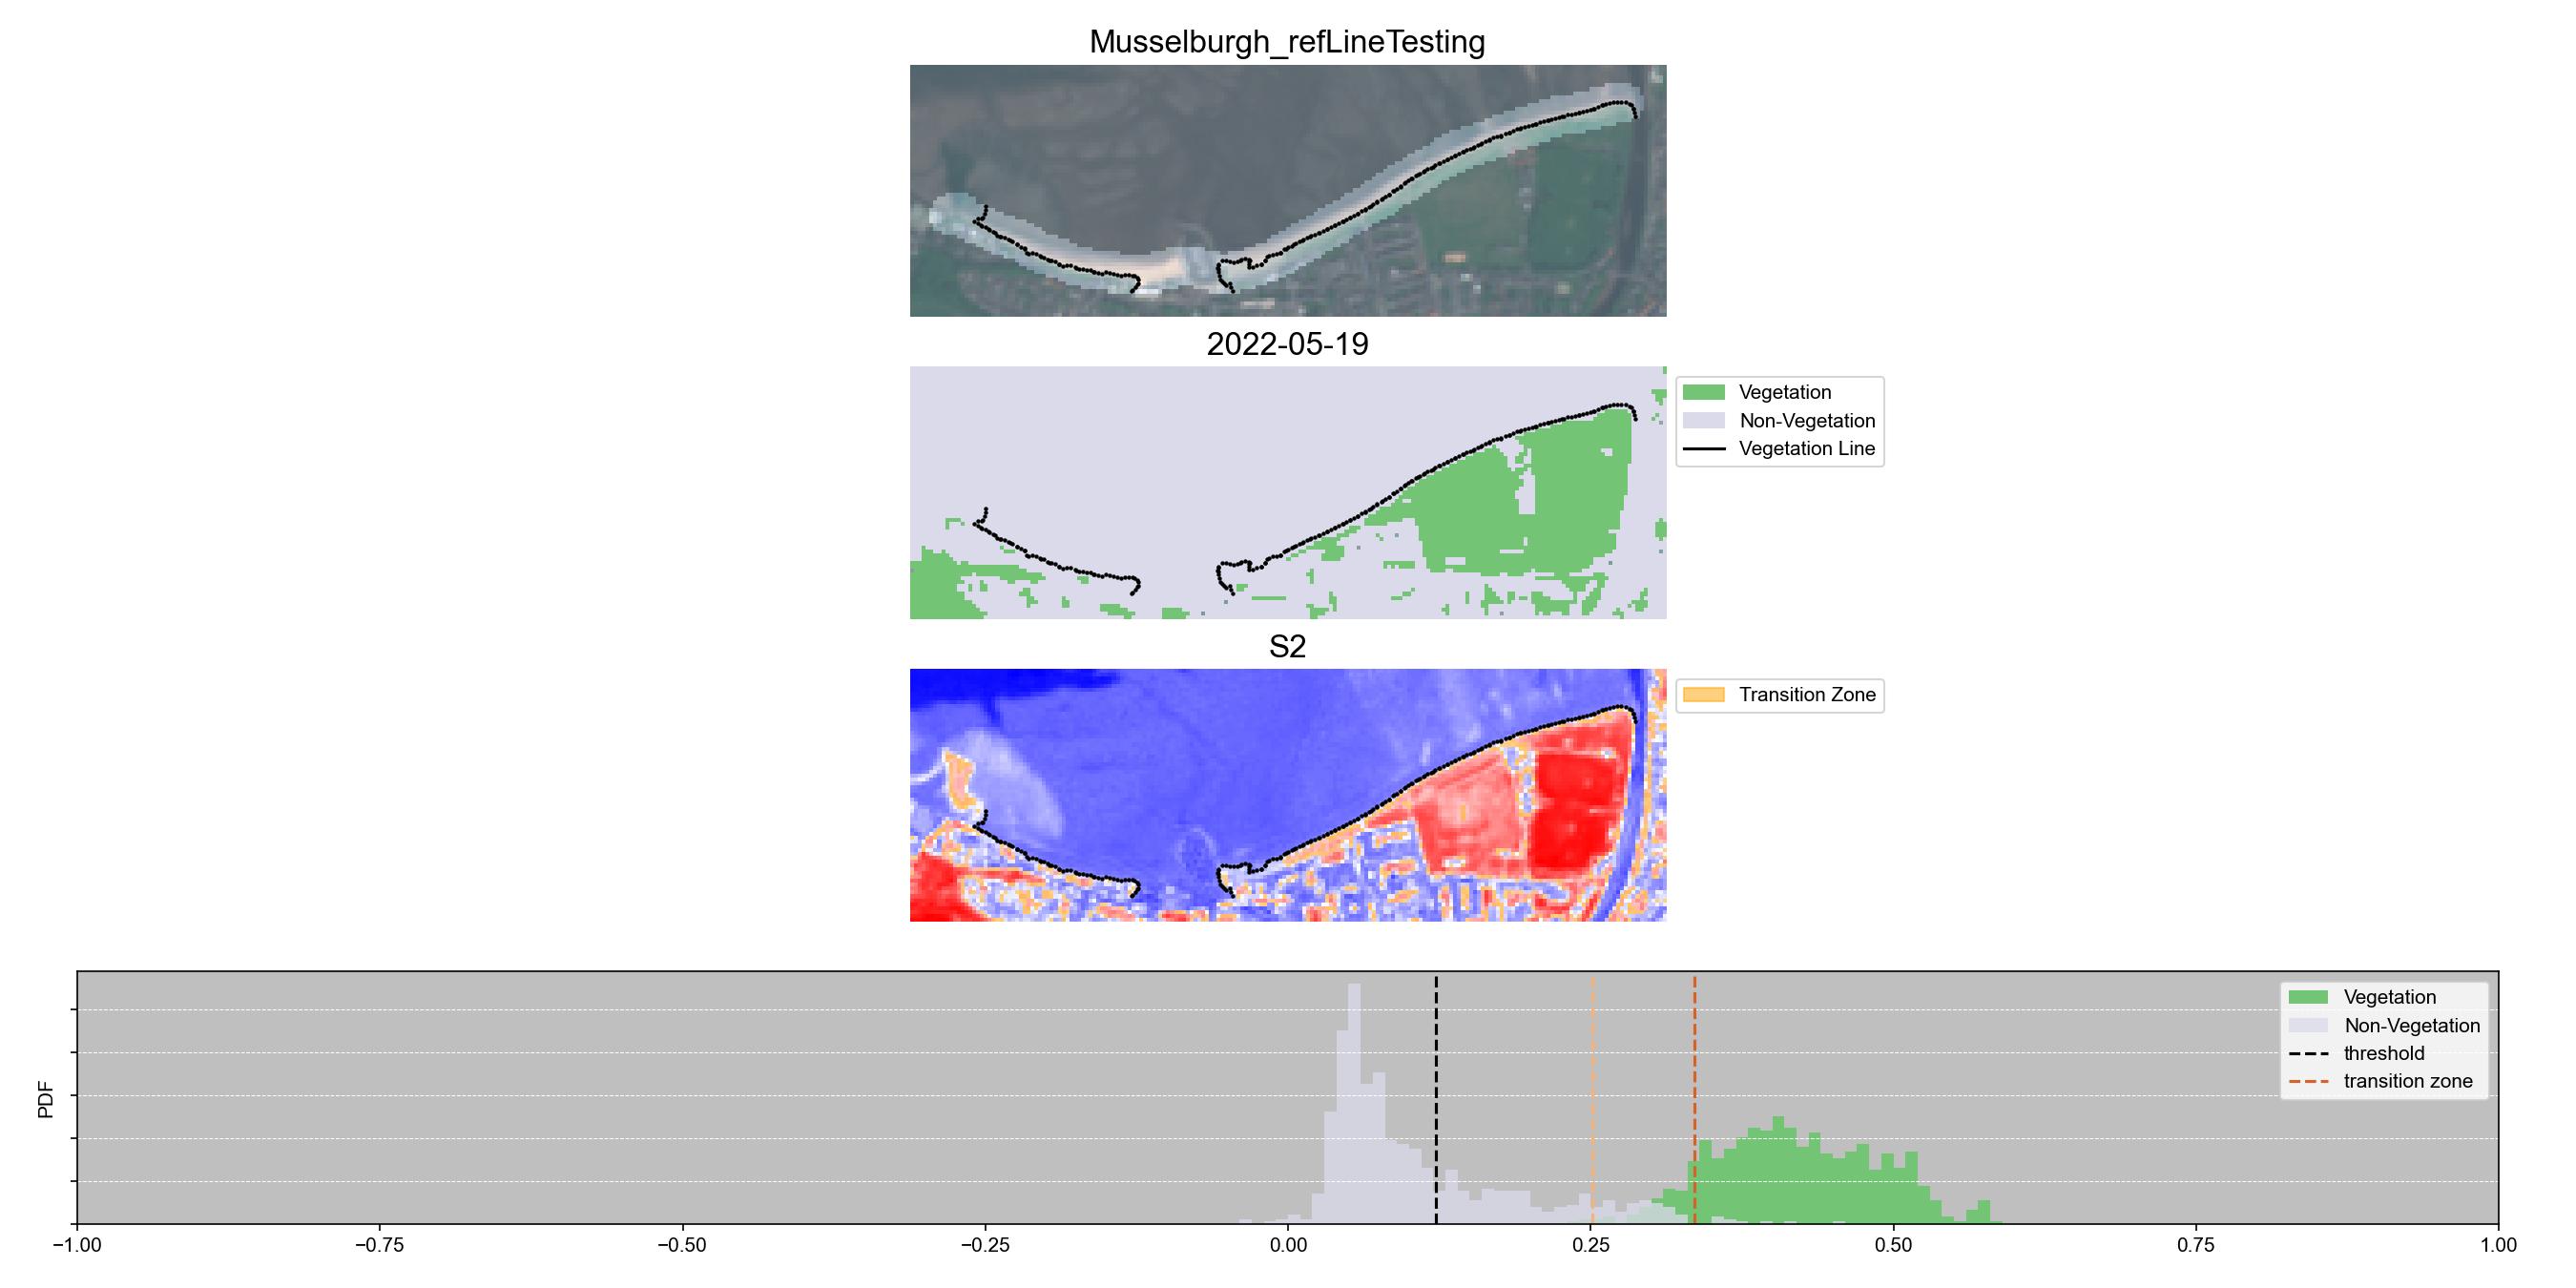 Musselburgh_refLineTesting
2022-05-19
Vegetation
Non-Vegetation
Vegetation Line
S2
Transition Zone
PDF
Vegetation
Non-Vegetation
threshold
transition zone
−1.00 −0.75 −0.50 −0.25 0.00 0.25 0.50 0.75 1.00